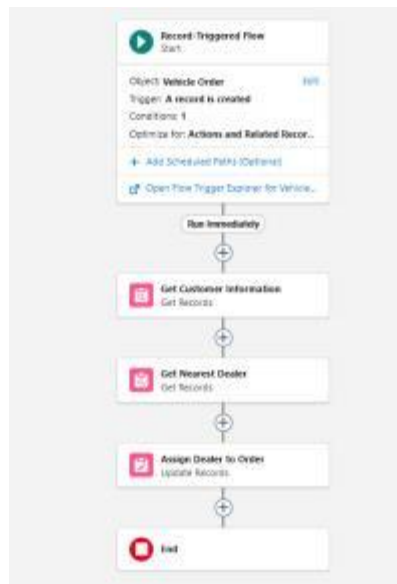 Record-Triggered Flow
Start
Object: Vehicle Order Edit
Trigger: A record is created
Conditions: 1
Optimize for: Actions and Related Recor...
+ Add Scheduled Paths (Optional)
Open Flow Trigger Explorer for Vehicle...
Run Immediately
Get Customer Information
Get Records
Get Nearest Dealer
Get Records
Assign Dealer to Order
Update Records
End